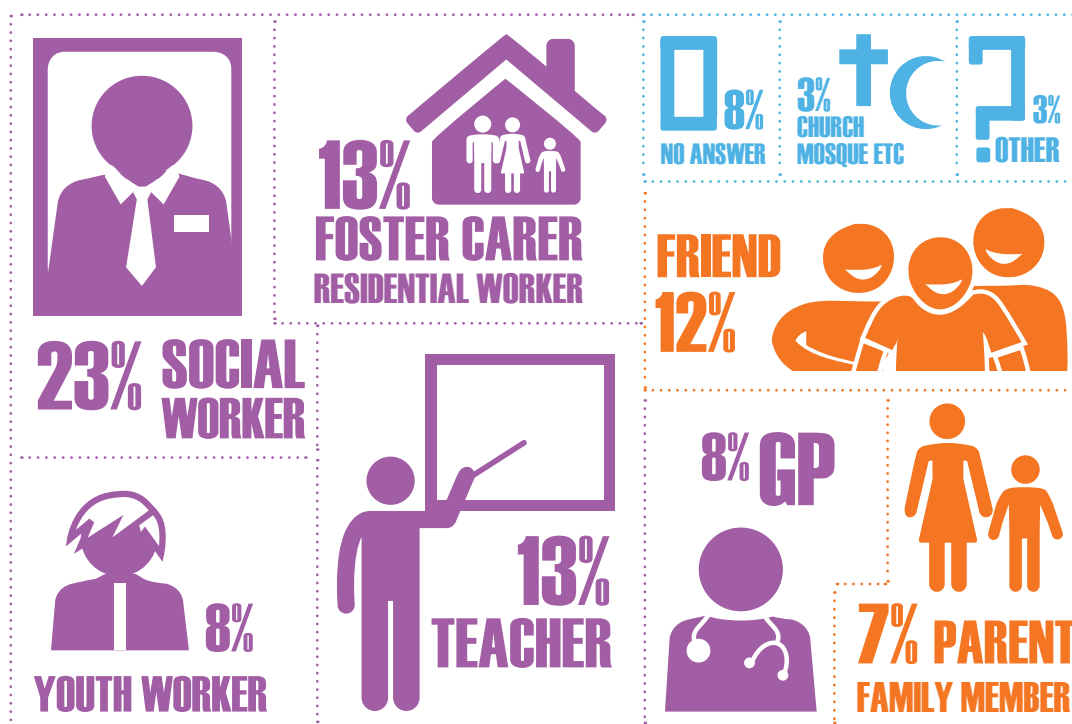 23% SOCIAL
WORKER
13%
FOSTER CARER
RESIDENTIAL WORKER
8%
NO ANSWER
3%
CHURCH
MOSQUE ETC
3%
OTHER
FRIEND
12%
8%
YOUTH WORKER
13%
TEACHER
8% GP
7% PARENT
FAMILY MEMBER